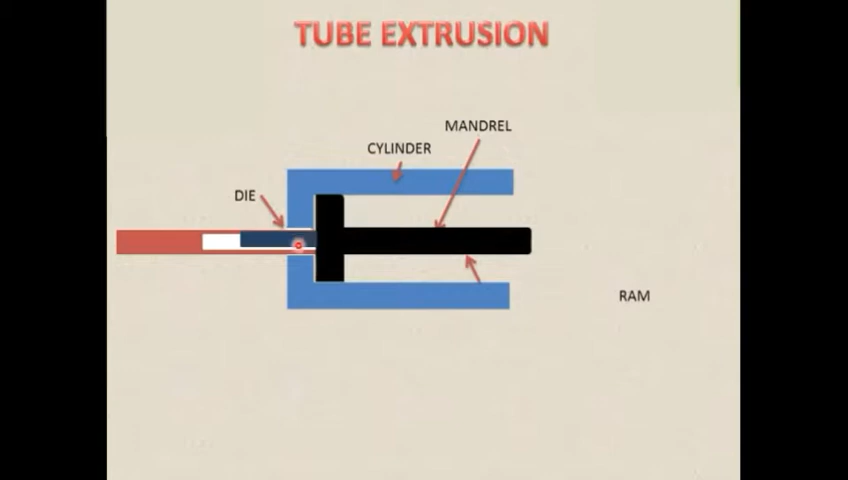 TUBE EXTRUSION
MANDREL
CYLINDER
DIE
RAM